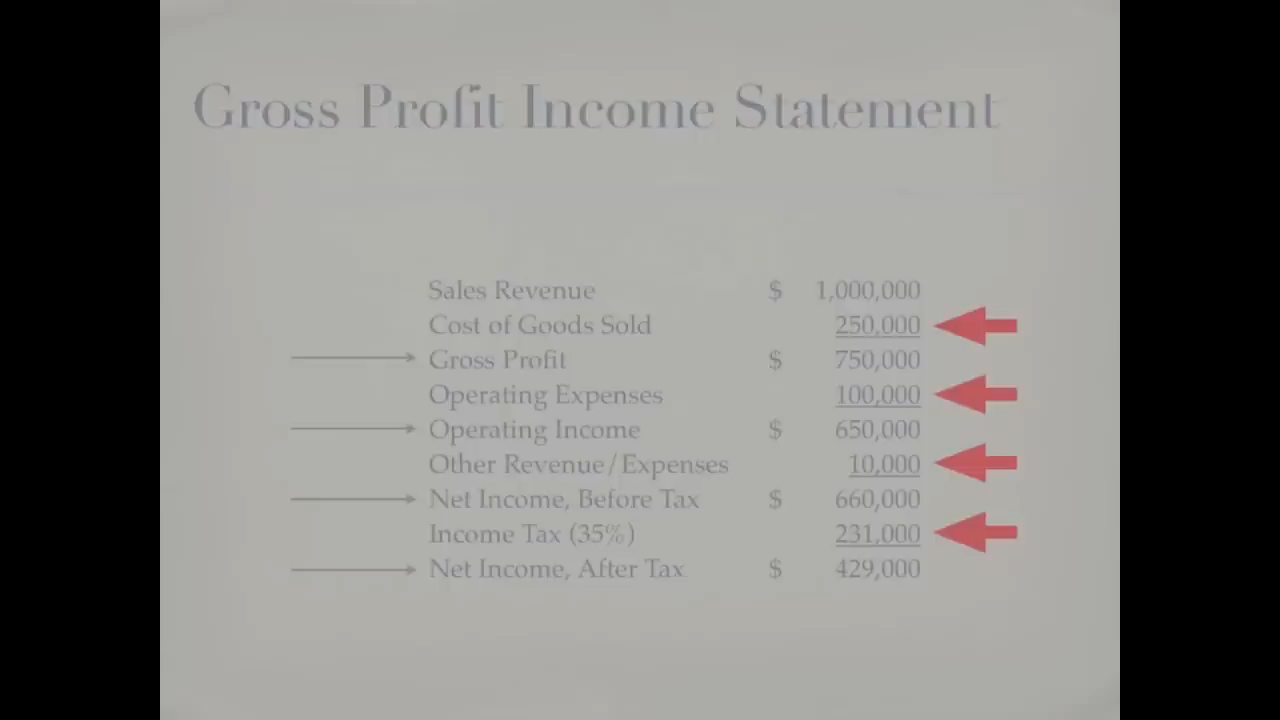 Gross Profit Income Statement
Sales Revenue $ 1,000,000
Cost of Goods Sold 250,000
Gross Profit $ 750,000
Operating Expenses 100,000
Operating Income $ 650,000
Other Revenue/Expenses 10,000
Net Income, Before Tax $ 660,000
Income Tax (35%) 231,000
Net Income, After Tax $ 429,000